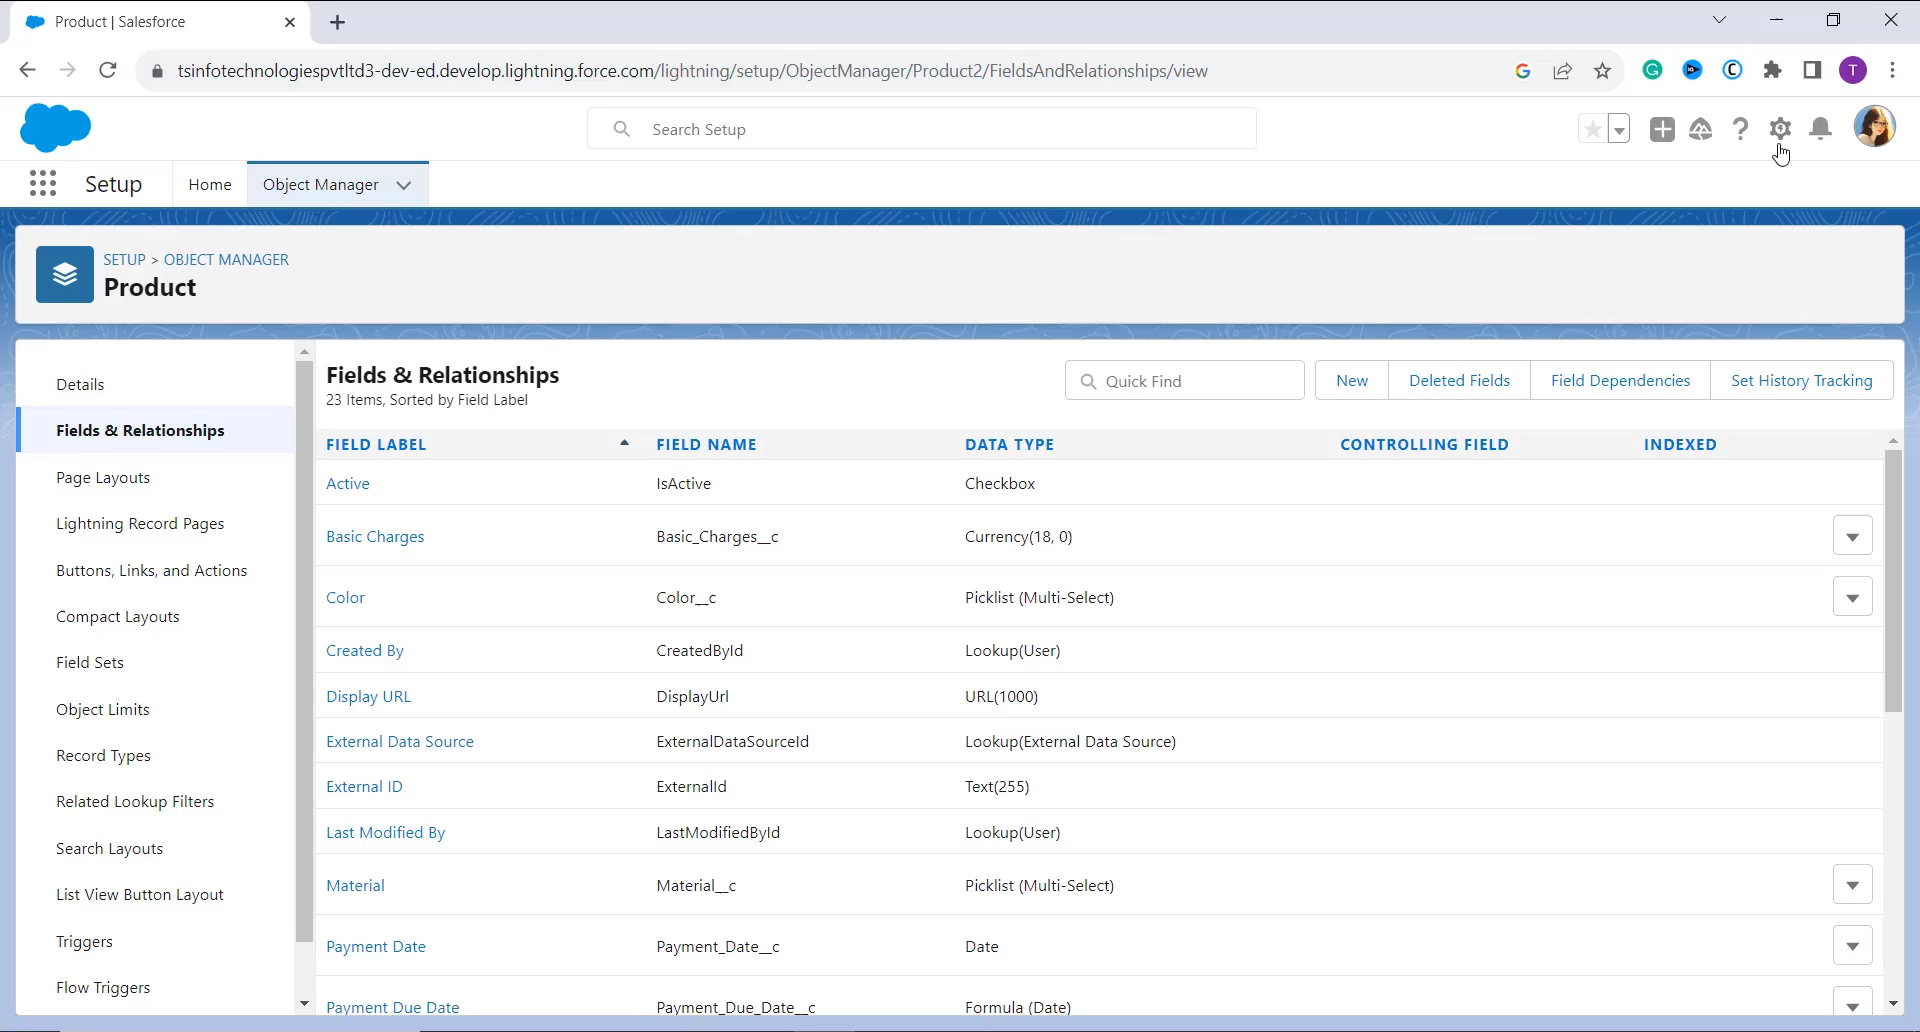 Product | Salesforce
tsinfotechnologiespvtltd3-dev-ed.develop.lightning.force.com/lightning/setup/ObjectManager/Product2/FieldsAndRelationships/view
T
Search Setup
Setup
Home
Object Manager
SETUP > OBJECT MANAGER
Product
Details
Fields & Relationships
Page Layouts
Lightning Record Pages
Buttons, Links, and Actions
Compact Layouts
Field Sets
Object Limits
Record Types
Related Lookup Filters
Search Layouts
List View Button Layout
Triggers
Flow Triggers
Fields & Relationships
23 Items, Sorted by Field Label
Quick Find
New
Deleted Fields
Field Dependencies
Set History Tracking
FIELD LABEL FIELD NAME DATA TYPE CONTROLLING FIELD INDEXED
Active IsActive Checkbox
Basic Charges Basic_Charges__c Currency(18, 0)
Color Color__c Picklist (Multi-Select)
Created By CreatedById Lookup(User)
Display URL DisplayUrl URL(1000)
External Data Source ExternalDataSourceId Lookup(External Data Source)
External ID ExternalId Text(255)
Last Modified By LastModifiedById Lookup(User)
Material Material__c Picklist (Multi-Select)
Payment Date Payment_Date__c Date
Payment Due Date Payment_Due_Date__c Formula (Date)